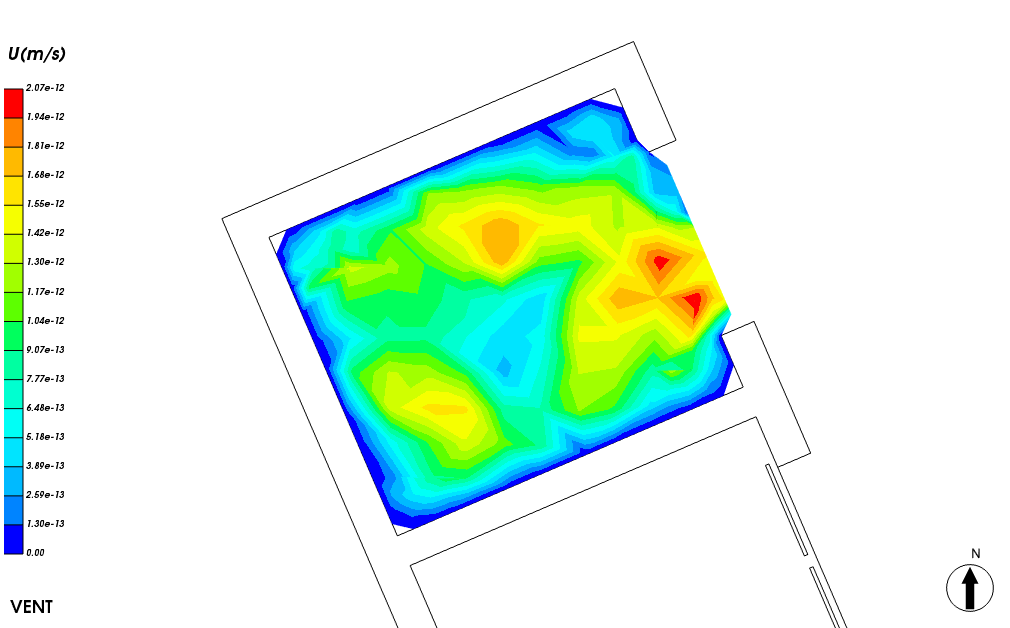 U(m/s)
2.07e-12
1.94e-12
1.81e-12
1.68e-12
1.55e-12
1.42e-12
1.30e-12
1.17e-12
1.04e-12
9.07e-13
7.77e-13
6.48e-13
5.18e-13
3.89e-13
2.59e-13
1.30e-13
0.00
N
VENT